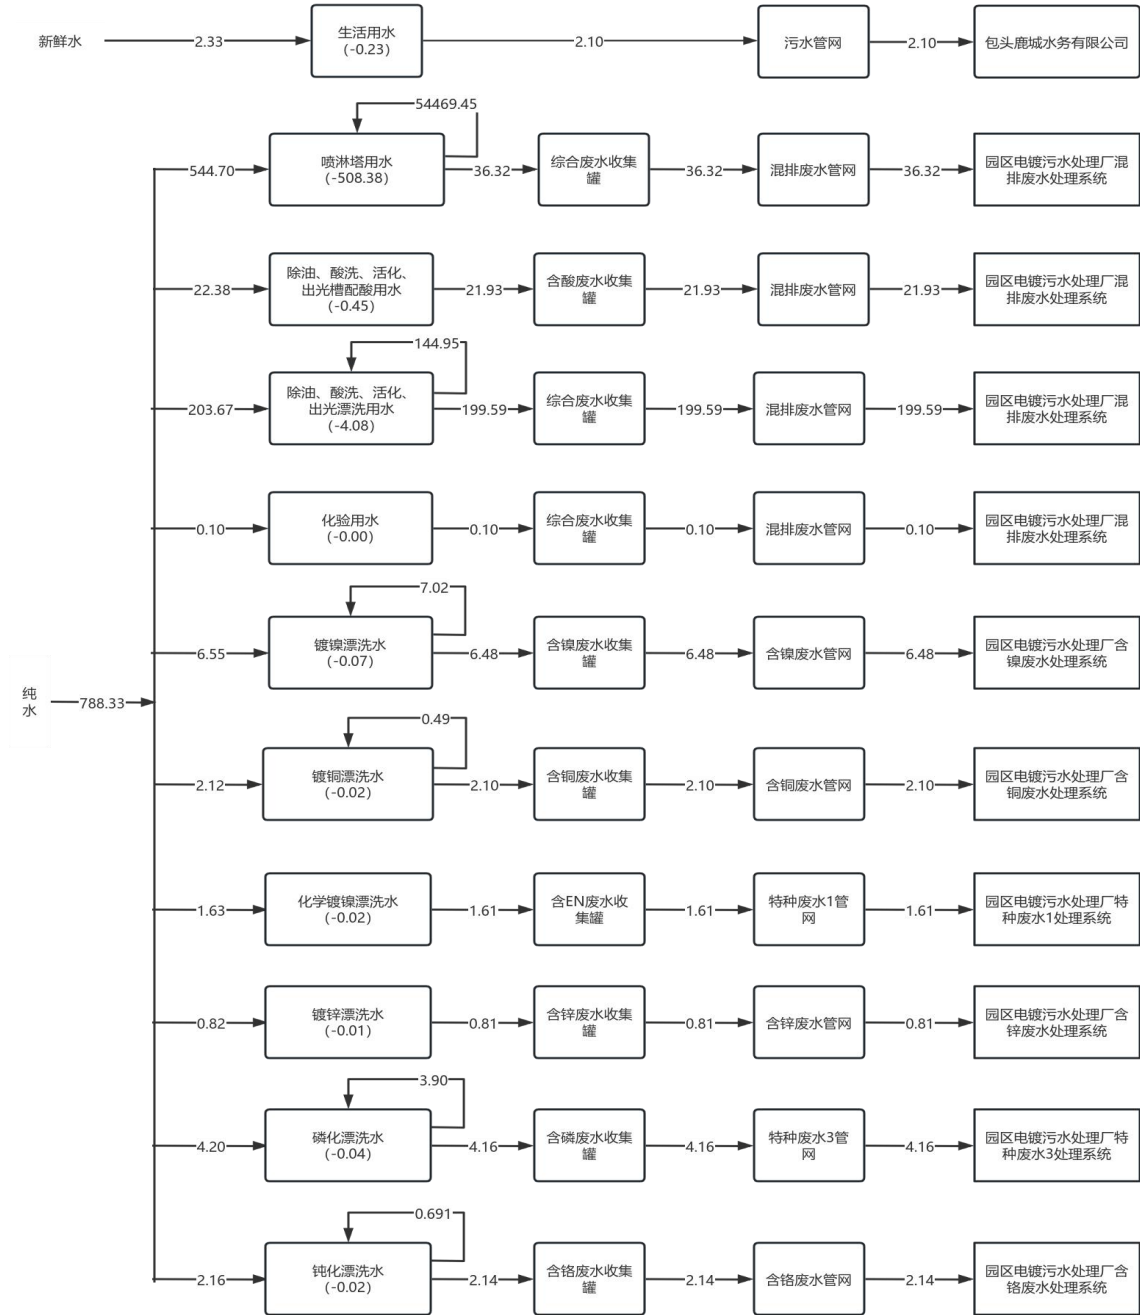 新鲜水
2.33
生活用水
(-0.23)
2.10
污水管网
2.10
包头鹿城水务有限公司
54469.45
544.70
喷淋塔用水
(-508.38)
36.32
综合废水收集
罐
36.32
混排废水管网
36.32
园区电镀污水处理厂混
排废水处理系统
22.38
除油、酸洗、活化、
出光槽配酸用水
(-0.45)
21.93
含酸废水收集
罐
21.93
混排废水管网
21.93
园区电镀污水处理厂混
排废水处理系统
144.95
203.67
除油、酸洗、活化、
出光漂洗用水
(-4.08)
199.59
综合废水收集
罐
199.59
混排废水管网
199.59
园区电镀污水处理厂混
排废水处理系统
0.10
化验用水
(-0.00)
0.10
综合废水收集
罐
0.10
混排废水管网
0.10
园区电镀污水处理厂混
排废水处理系统
7.02
6.55
镀镍漂洗水
(-0.07)
6.48
含镍废水收集
罐
6.48
含镍废水管网
6.48
园区电镀污水处理厂含
镍废水处理系统
纯
水
788.33
0.49
2.12
镀铜漂洗水
(-0.02)
2.10
含铜废水收集
罐
2.10
含铜废水管网
2.10
园区电镀污水处理厂含
铜废水处理系统
1.63
化学镀镍漂洗水
(-0.02)
1.61
含EN废水收
集罐
1.61
特种废水1管
网
1.61
园区电镀污水处理厂特
种废水1处理系统
0.82
镀锌漂洗水
(-0.01)
0.81
含锌废水收集
罐
0.81
含锌废水管网
0.81
园区电镀污水处理厂含
锌废水处理系统
3.90
4.20
磷化漂洗水
(-0.04)
4.16
含磷废水收集
罐
4.16
特种废水3管
网
4.16
园区电镀污水处理厂特
种废水3处理系统
0.691
2.16
钝化漂洗水
(-0.02)
2.14
含铬废水收集
罐
2.14
含铬废水管网
2.14
园区电镀污水处理厂含
铬废水处理系统